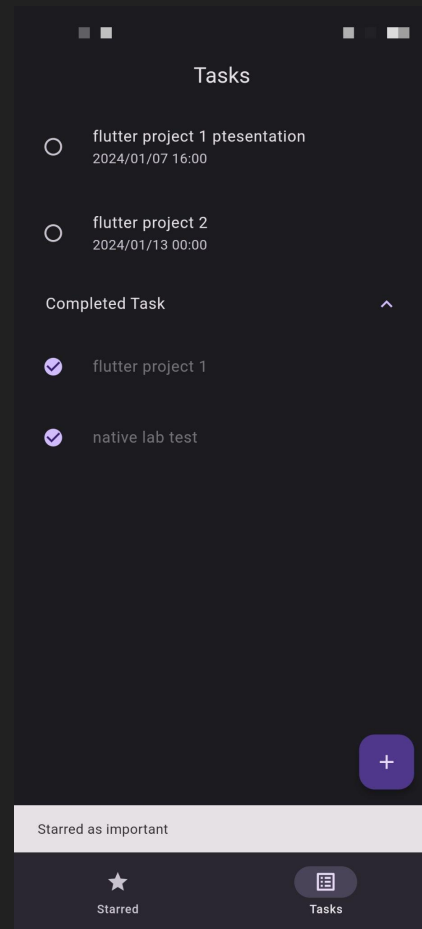 Tasks
flutter project 1 ptesentation
2024/01/07 16:00
flutter project 2
2024/01/13 00:00
Completed Task
flutter project 1
native lab test
Starred as important
Starred
Tasks